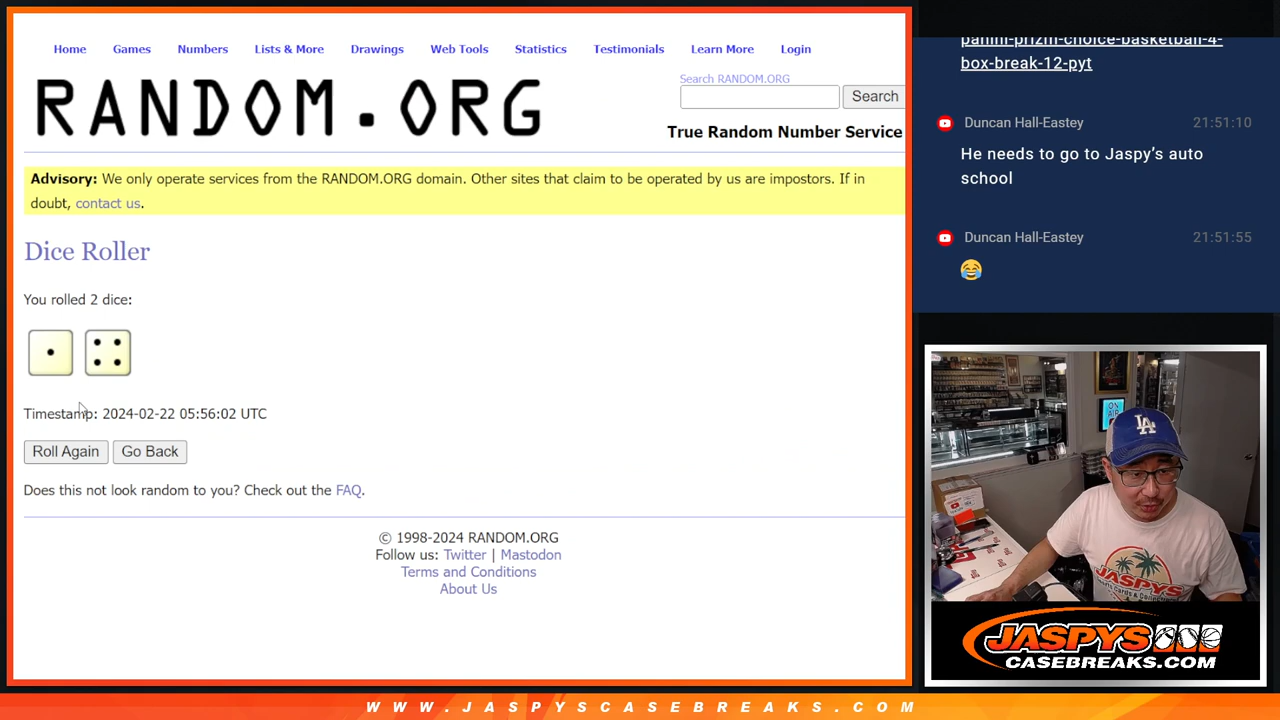 Home Games Numbers Lists & More Drawings Web Tools Statistics Testimonials Learn More Login
RANDOM.ORG
Search RANDOM.ORG
Search
True Random Number Service
Advisory: We only operate services from the RANDOM.ORG domain. Other sites that claim to be operated by us are impostors. If in
doubt, contact us.
Dice Roller
You rolled 2 dice:
Timestamp: 2024-02-22 05:56:02 UTC
Roll Again Go Back
Does this not look random to you? Check out the FAQ.
© 1998-2024 RANDOM.ORG
Follow us: Twitter | Mastodon
Terms and Conditions
About Us
panini-prizm-choice-basketball-4-
box-break-12-pyt
Duncan Hall-Eastey 21:51:10
He needs to go to Jaspy's auto
school
Duncan Hall-Eastey 21:51:55
😂
ON AIR
LA
JASPYS
JASPYS
CASEBREAKS.COM
WWW.JASPYSCASEBREAKS.COM